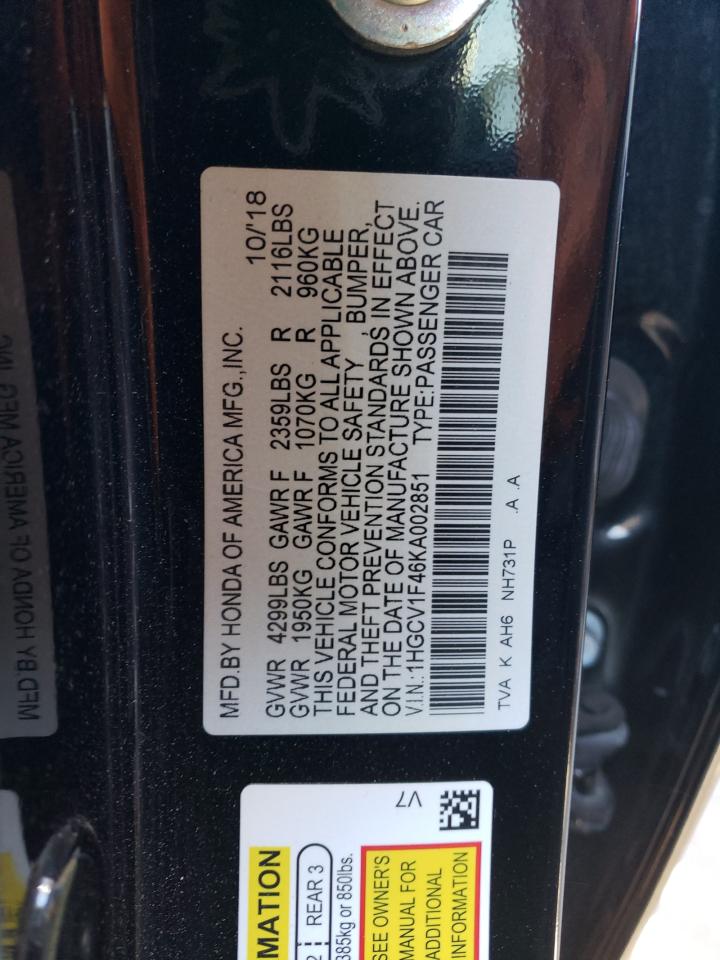 MFD.BY HONDA OF AMERICA MFG.,INC. 10/'18
GVWR 4299LBS GAWR F 2359LBS R 2116LBS
GVWR 1950KG GAWR F 1070KG R 960KG
THIS VEHICLE CONFORMS TO ALL APPLICABLE
FEDERAL MOTOR VEHICLE SAFETY , BUMPER,
AND THEFT PREVENTION STANDARDS IN EFFECT
ON THE DATE OF MANUFACTURE SHOWN ABOVE.
V.I.N.:1HGCV1F46KA002851 TYPE:PASSENGER CAR
TVA K AH6 NH731P .A .A
MATION
2 REAR 3
385kg or 850lbs.
SEE OWNER'S
MANUAL FOR
ADDITIONAL
INFORMATION
V7
MFD.BY HONDA OF AMERICA MFG.,INC.